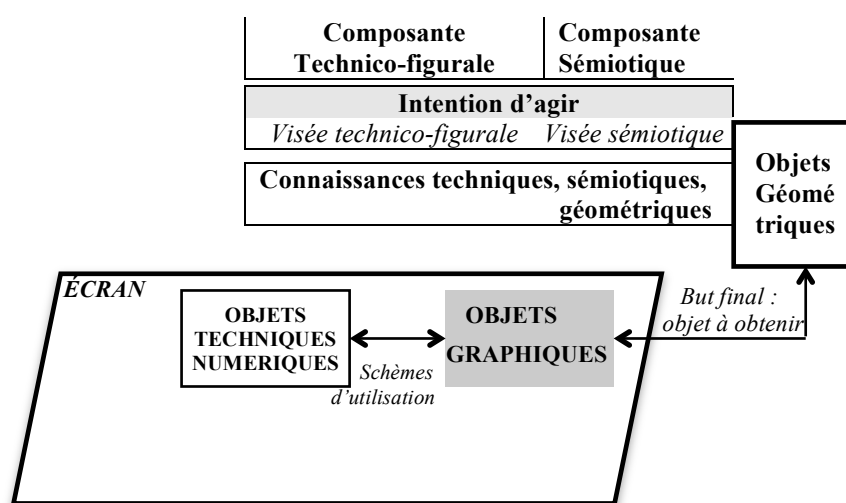 Composante
Technico-figurale
Composante
Sémiotique
Intention d’agir
Visée technico-figurale Visée sémiotique
Connaissances techniques, sémiotiques,
géométriques
Objets
Géomé
triques
ÉCRAN
OBJETS
TECHNIQUES
NUMERIQUES
Schèmes
d’utilisation
OBJETS
GRAPHIQUES
But final :
objet à obtenir